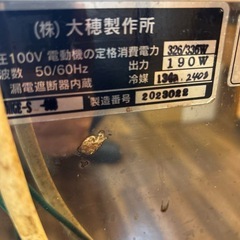 (株) 大穂製作所
圧100V 電動機の定格消費電力 326/336W
波数 50/60Hz 出力 190W
漏電遮断器内蔵 冷媒 134a 240g
製造番号 2023022